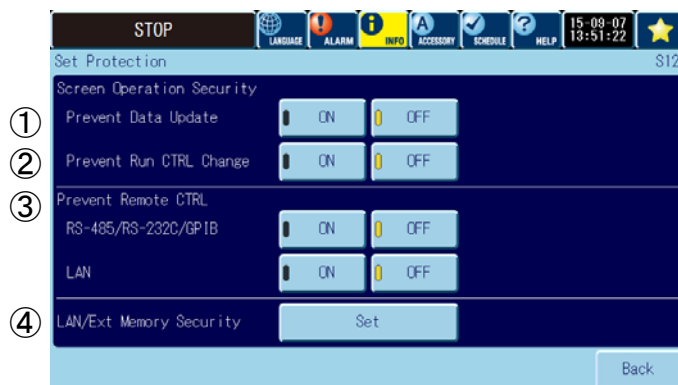 STOP LANGUAGE ALARM INFO ACCESSORY SCHEDULE HELP 15-09-07
13:51:22
Set Protection S12
Screen Operation Security
① Prevent Data Update ON OFF
② Prevent Run CTRL Change ON OFF
③ Prevent Remote CTRL
RS-485/RS-232C/GPIB ON OFF
LAN ON OFF
④ LAN/Ext Memory Security Set
Back